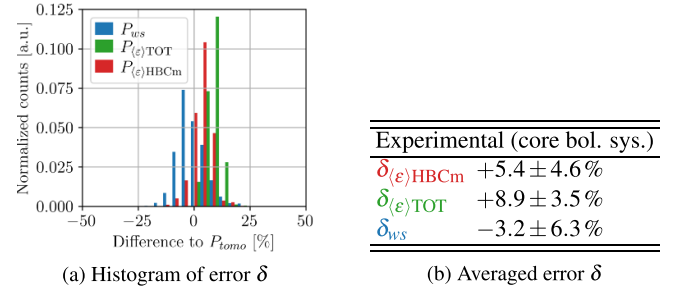 0.125
0.100
0.075
0.050
0.025
0.000
Normalized counts [a.u.]
P_ws
P_⟨ε⟩TOT
P_⟨ε⟩HBCm
−50 −25 0 25 50
Difference to P_tomo [%]
(a) Histogram of error δ
Experimental (core bol. sys.)
δ_⟨ε⟩HBCm +5.4 ± 4.6 %
δ_⟨ε⟩TOT +8.9 ± 3.5 %
δ_ws −3.2 ± 6.3 %
(b) Averaged error δ